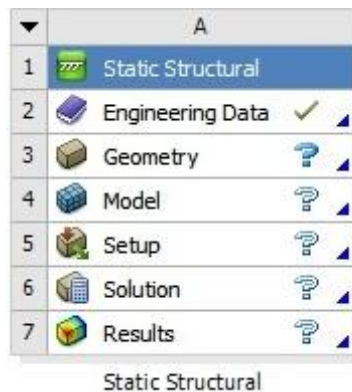 A
1 Static Structural
2 Engineering Data
3 Geometry ?
4 Model ?
5 Setup ?
6 Solution ?
7 Results ?
Static Structural